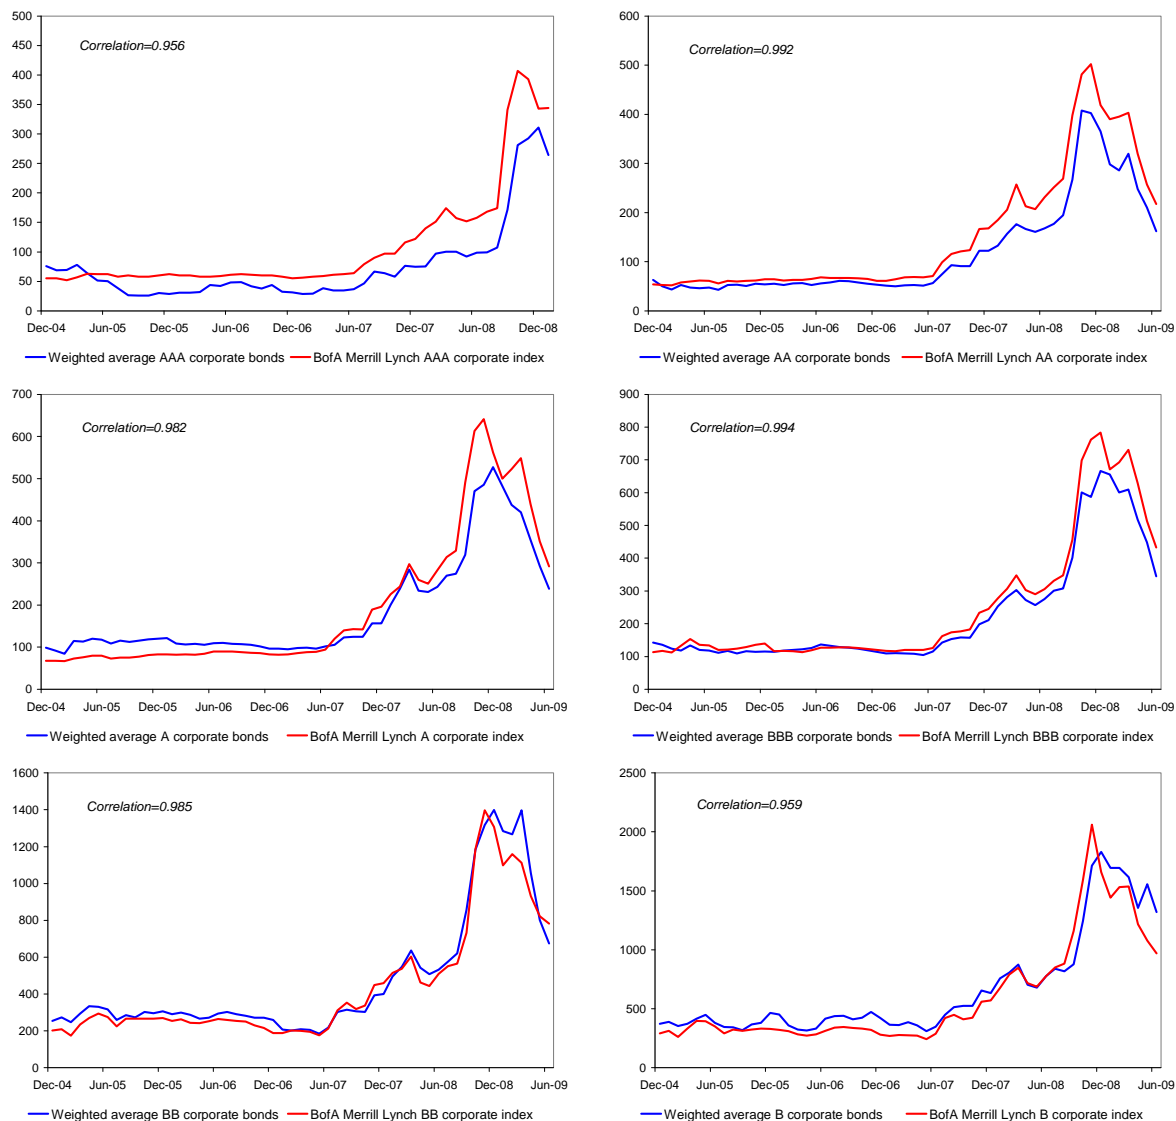 500
450
400
350
300
250
200
150
100
50
0
Correlation=0.956
Dec-04 Jun-05 Dec-05 Jun-06 Dec-06 Jun-07 Dec-07 Jun-08 Dec-08
Weighted average AAA corporate bonds BofA Merrill Lynch AAA corporate index
600
500
400
300
200
100
0
Correlation=0.992
Dec-04 Jun-05 Dec-05 Jun-06 Dec-06 Jun-07 Dec-07 Jun-08 Dec-08 Jun-09
Weighted average AA corporate bonds BofA Merrill Lynch AA corporate index
700
600
500
400
300
200
100
0
Correlation=0.982
Dec-04 Jun-05 Dec-05 Jun-06 Dec-06 Jun-07 Dec-07 Jun-08 Dec-08 Jun-09
Weighted average A corporate bonds BofA Merrill Lynch A corporate index
900
800
700
600
500
400
300
200
100
0
Correlation=0.994
Dec-04 Jun-05 Dec-05 Jun-06 Dec-06 Jun-07 Dec-07 Jun-08 Dec-08 Jun-09
Weighted average BBB corporate bonds BofA Merrill Lynch BBB corporate index
1600
1400
1200
1000
800
600
400
200
0
Correlation=0.985
Dec-04 Jun-05 Dec-05 Jun-06 Dec-06 Jun-07 Dec-07 Jun-08 Dec-08 Jun-09
Weighted average BB corporate bonds BofA Merrill Lynch BB corporate index
2500
2000
1500
1000
500
0
Correlation=0.959
Dec-04 Jun-05 Dec-05 Jun-06 Dec-06 Jun-07 Dec-07 Jun-08 Dec-08 Jun-09
Weighted average B corporate bonds BofA Merrill Lynch B corporate index